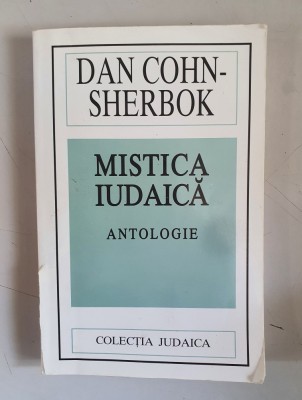 DAN COHN-
SHERBOK
MISTICA
IUDAICĂ
ANTOLOGIE
COLECȚIA JUDAICA